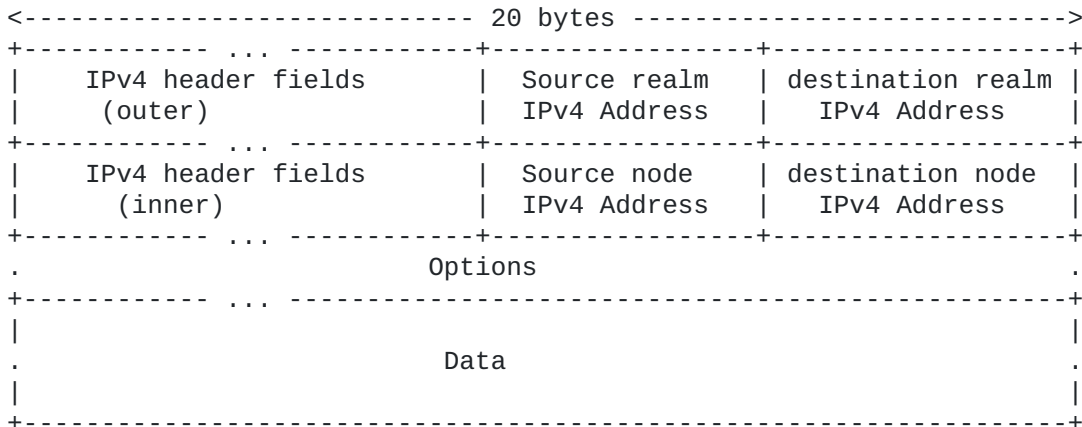 <---------------------------- 20 bytes ---------------------------->
+------------ ... ------------+-----------------+-------------------+
|    IPv4 header fields       |  Source realm   | destination realm |
|     (outer)                 |  IPv4 Address   |   IPv4 Address    |
+------------ ... ------------+-----------------+-------------------+
|    IPv4 header fields       |  Source node    | destination node  |
|      (inner)                |  IPv4 Address   |   IPv4 Address    |
+------------ ... ------------+-----------------+-------------------+
.                          Options                                  .
+------------ ... --------------------------------------------------+
|                                                                   |
.                           Data                                    .
|                                                                   |
+-------------------------------------------------------------------+